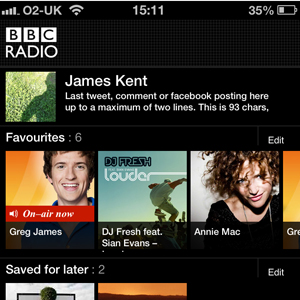 O2-UK 15:11 35%
BBC
RADIO
James Kent
Last tweet, comment or facebook posting here
up to a maximum of two lines. This is 93 chars,
Favourites : 6 Edit
DJ FRESH
Louder
On–air now
Greg James DJ Fresh feat. Annie Mac
Sian Evans –
Saved for later : 2 Edit